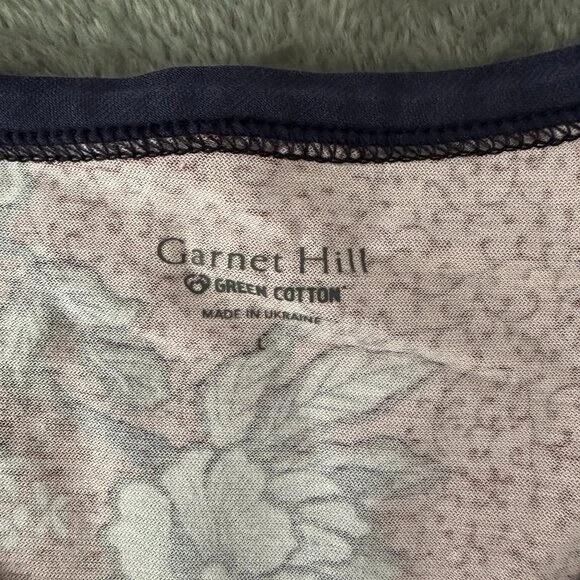 Garnet Hill
GREEN COTTON
MADE IN UKRAINE
L